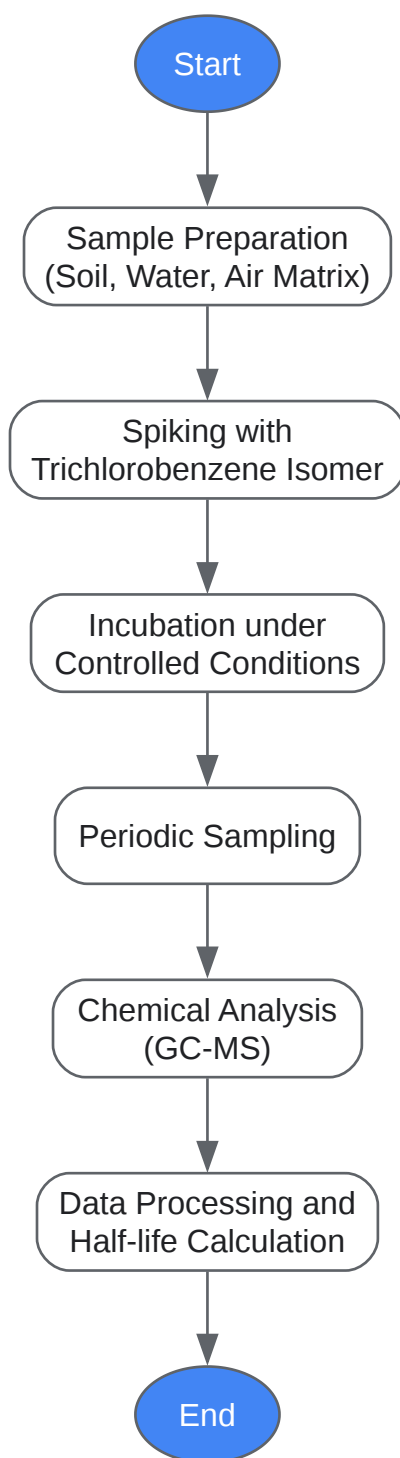 Start
Sample Preparation
(Soil, Water, Air Matrix)
Spiking with
Trichlorobenzene Isomer
Incubation under
Controlled Conditions
Periodic Sampling
Chemical Analysis
(GC-MS)
Data Processing and
Half-life Calculation
End